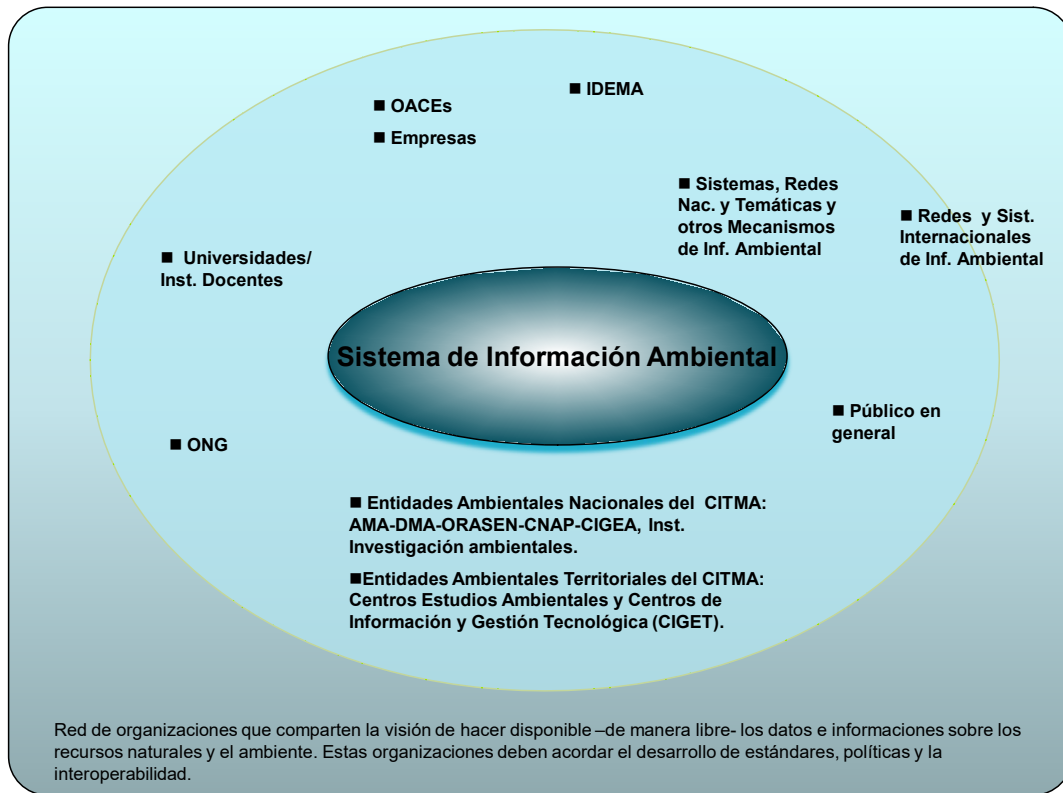 ■ IDEMA
■ OACEs
■ Empresas
■ Sistemas, Redes
Nac. y Temáticas y
otros Mecanismos
de Inf. Ambiental
■ Redes y Sist.
Internacionales
de Inf. Ambiental
■ Universidades/
Inst. Docentes
Sistema de Información Ambiental
■ Público en
general
■ ONG
■ Entidades Ambientales Nacionales del CITMA:
AMA-DMA-ORASEN-CNAP-CIGEA, Inst.
Investigación ambientales.
■Entidades Ambientales Territoriales del CITMA:
Centros Estudios Ambientales y Centros de
Información y Gestión Tecnológica (CIGET).
Red de organizaciones que comparten la visión de hacer disponible –de manera libre- los datos e informaciones sobre los
recursos naturales y el ambiente. Estas organizaciones deben acordar el desarrollo de estándares, políticas y la
interoperabilidad.